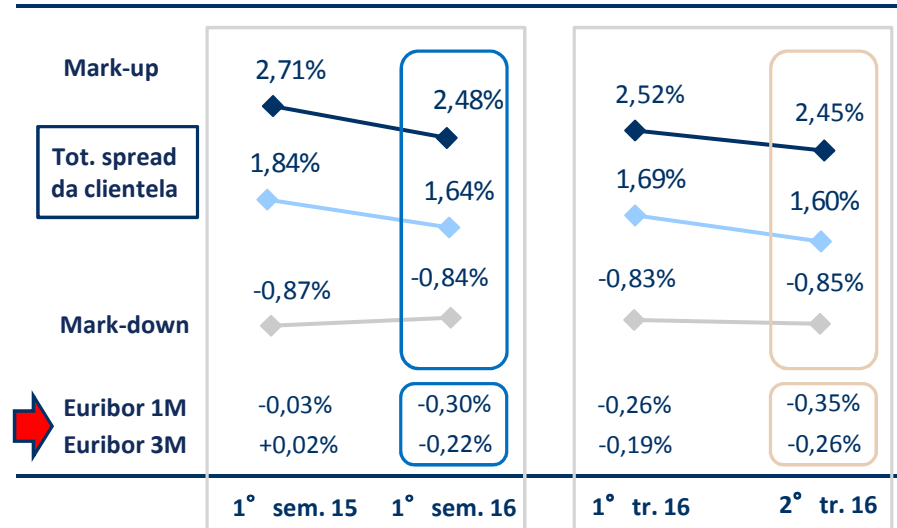 Mark-up
2,71%
2,48%
2,52%
2,45%
Tot. spread
da clientela
1,84%
1,64%
1,69%
1,60%
Mark-down
-0,87%
-0,84%
-0,83%
-0,85%
Euribor 1M
-0,03%
-0,30%
-0,26%
-0,35%
Euribor 3M
+0,02%
-0,22%
-0,19%
-0,26%
1° sem. 15
1° sem. 16
1° tr. 16
2° tr. 16